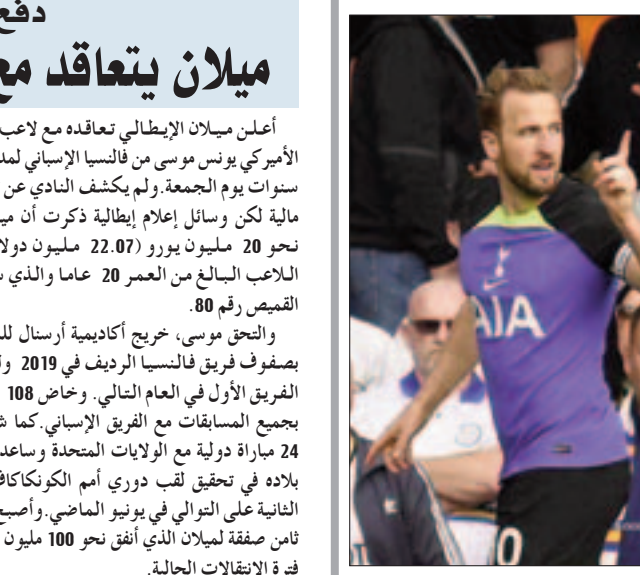 دفع
ميلان يتعاقد مع
أعلن ميلان الإيطالي تعاقده مع لاعب
الأميركي يونس موسى من فالنسيا الإسباني
سنوات يوم الجمعة.ولم يكشف النادي عن
مالية لكن وسائل إعلام إيطالية ذكرت أن
نحو 20 مليون يورو (22.07 مليون
اللاعب البالغ من العمر 20 عاما والذي
القميص رقم 80.
والتحق موسى، خريج أكاديمية أرسنال
بصفوف فريق فالنسيا الرديف في 2019
الفريق الأول في العام التالي. وخاض 108
بجميع المسابقات مع الفريق الإسباني.كما
24 مباراة دولية مع الولايات المتحدة وساعد
بلاده في تحقيق لقب دوري أمم الكونكاكاف
الثانية على التوالي في يونيو الماضي.وأصبح
ثامن صفقة لميلان الذي أنفق نحو 100 مليون
فترة الانتقالات الحالية.
AIA
0